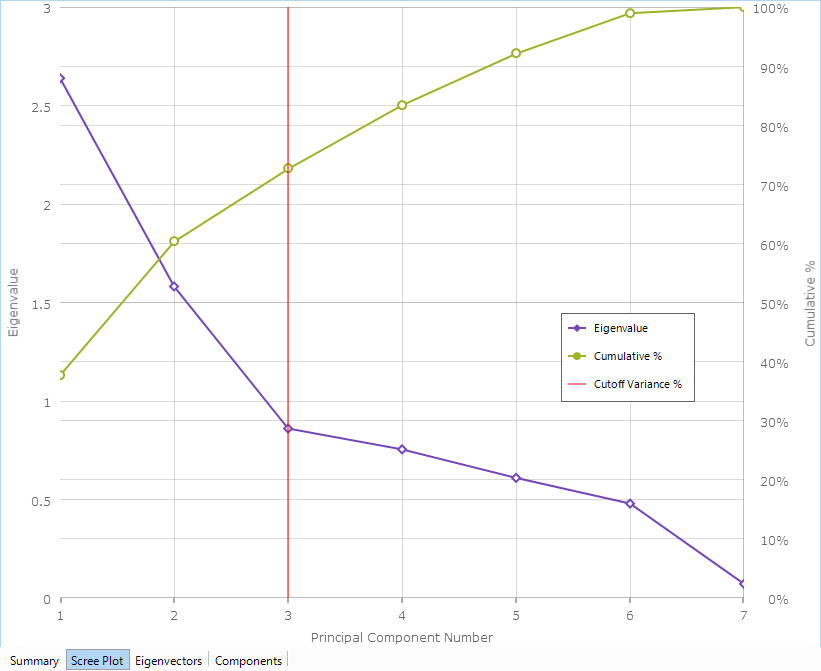 3
2.5
2
1.5
1
0.5
0
Eigenvalue
100%
90%
80%
70%
60%
50%
40%
30%
20%
10%
0%
Cumulative %
Eigenvalue
Cumulative %
Cutoff Variance %
1 2 3 4 5 6 7
Principal Component Number
Summary Scree Plot Eigenvectors Components